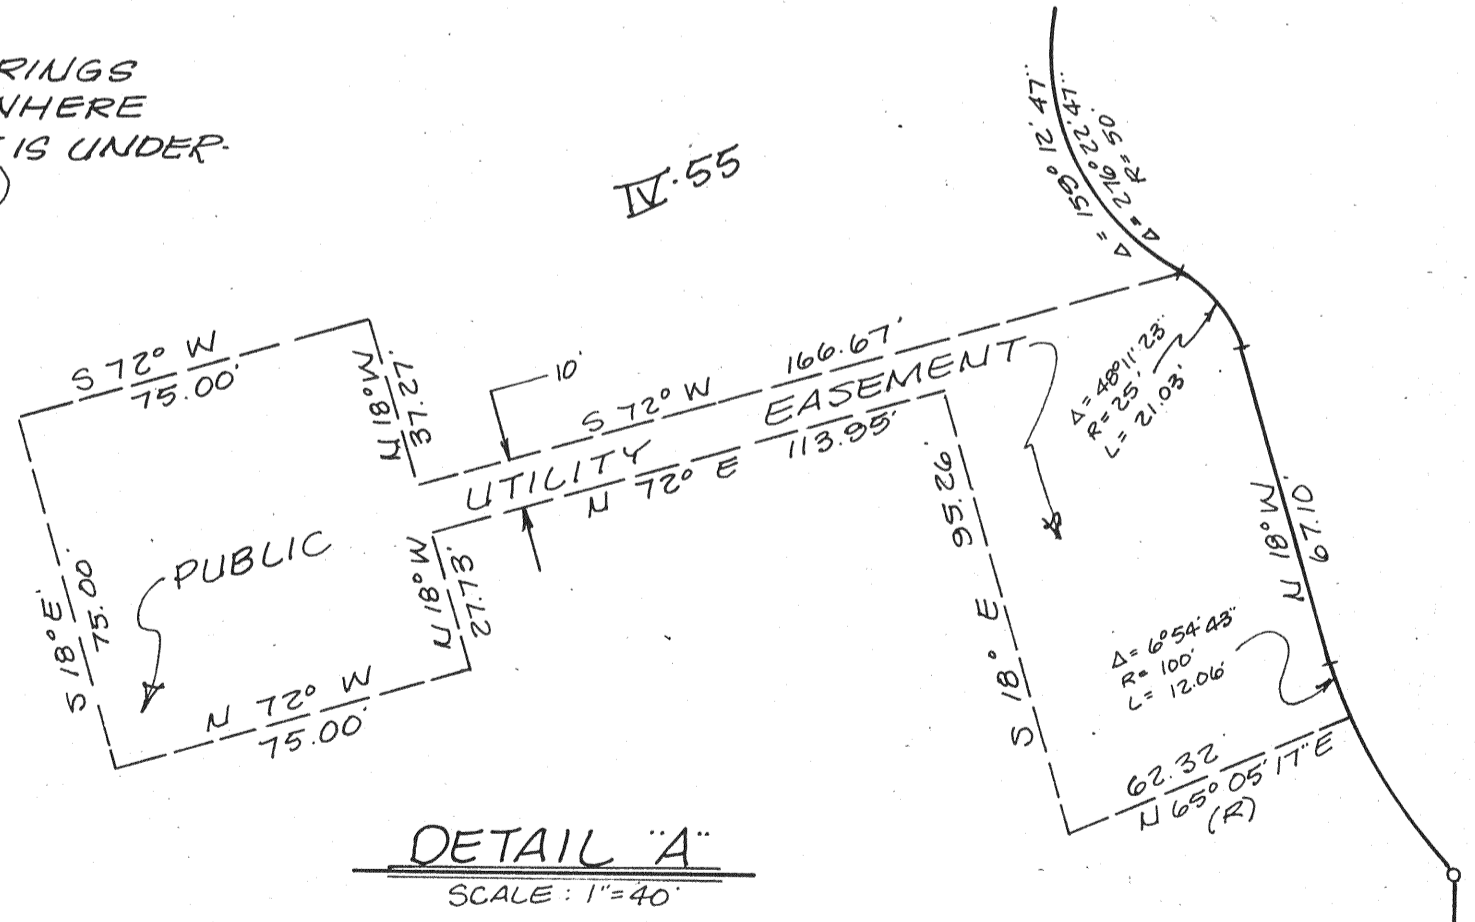 RINGS
WHERE
IS UNDER-
)
IV·55
Δ = 159° 12' 47"
Δ = 276° 22' 47"
R = 50'
S 72° W
75.00'
N 18° W
37.27'
10'
S 72° W
166.67'
UTILITY EASEMENT
N 72° E
113.95'
Δ = 48° 11' 23"
R = 25'
L = 21.03'
PUBLIC
S 18° E
75.00'
N 18° W
27.73'
N 72° W
75.00'
S 18° E 95.26'
N 18° W
67.10'
Δ = 6° 54' 43"
R = 100'
L = 12.06'
62.32
N 65° 05' 17" E
(R)
DETAIL "A"
SCALE : 1" = 40'